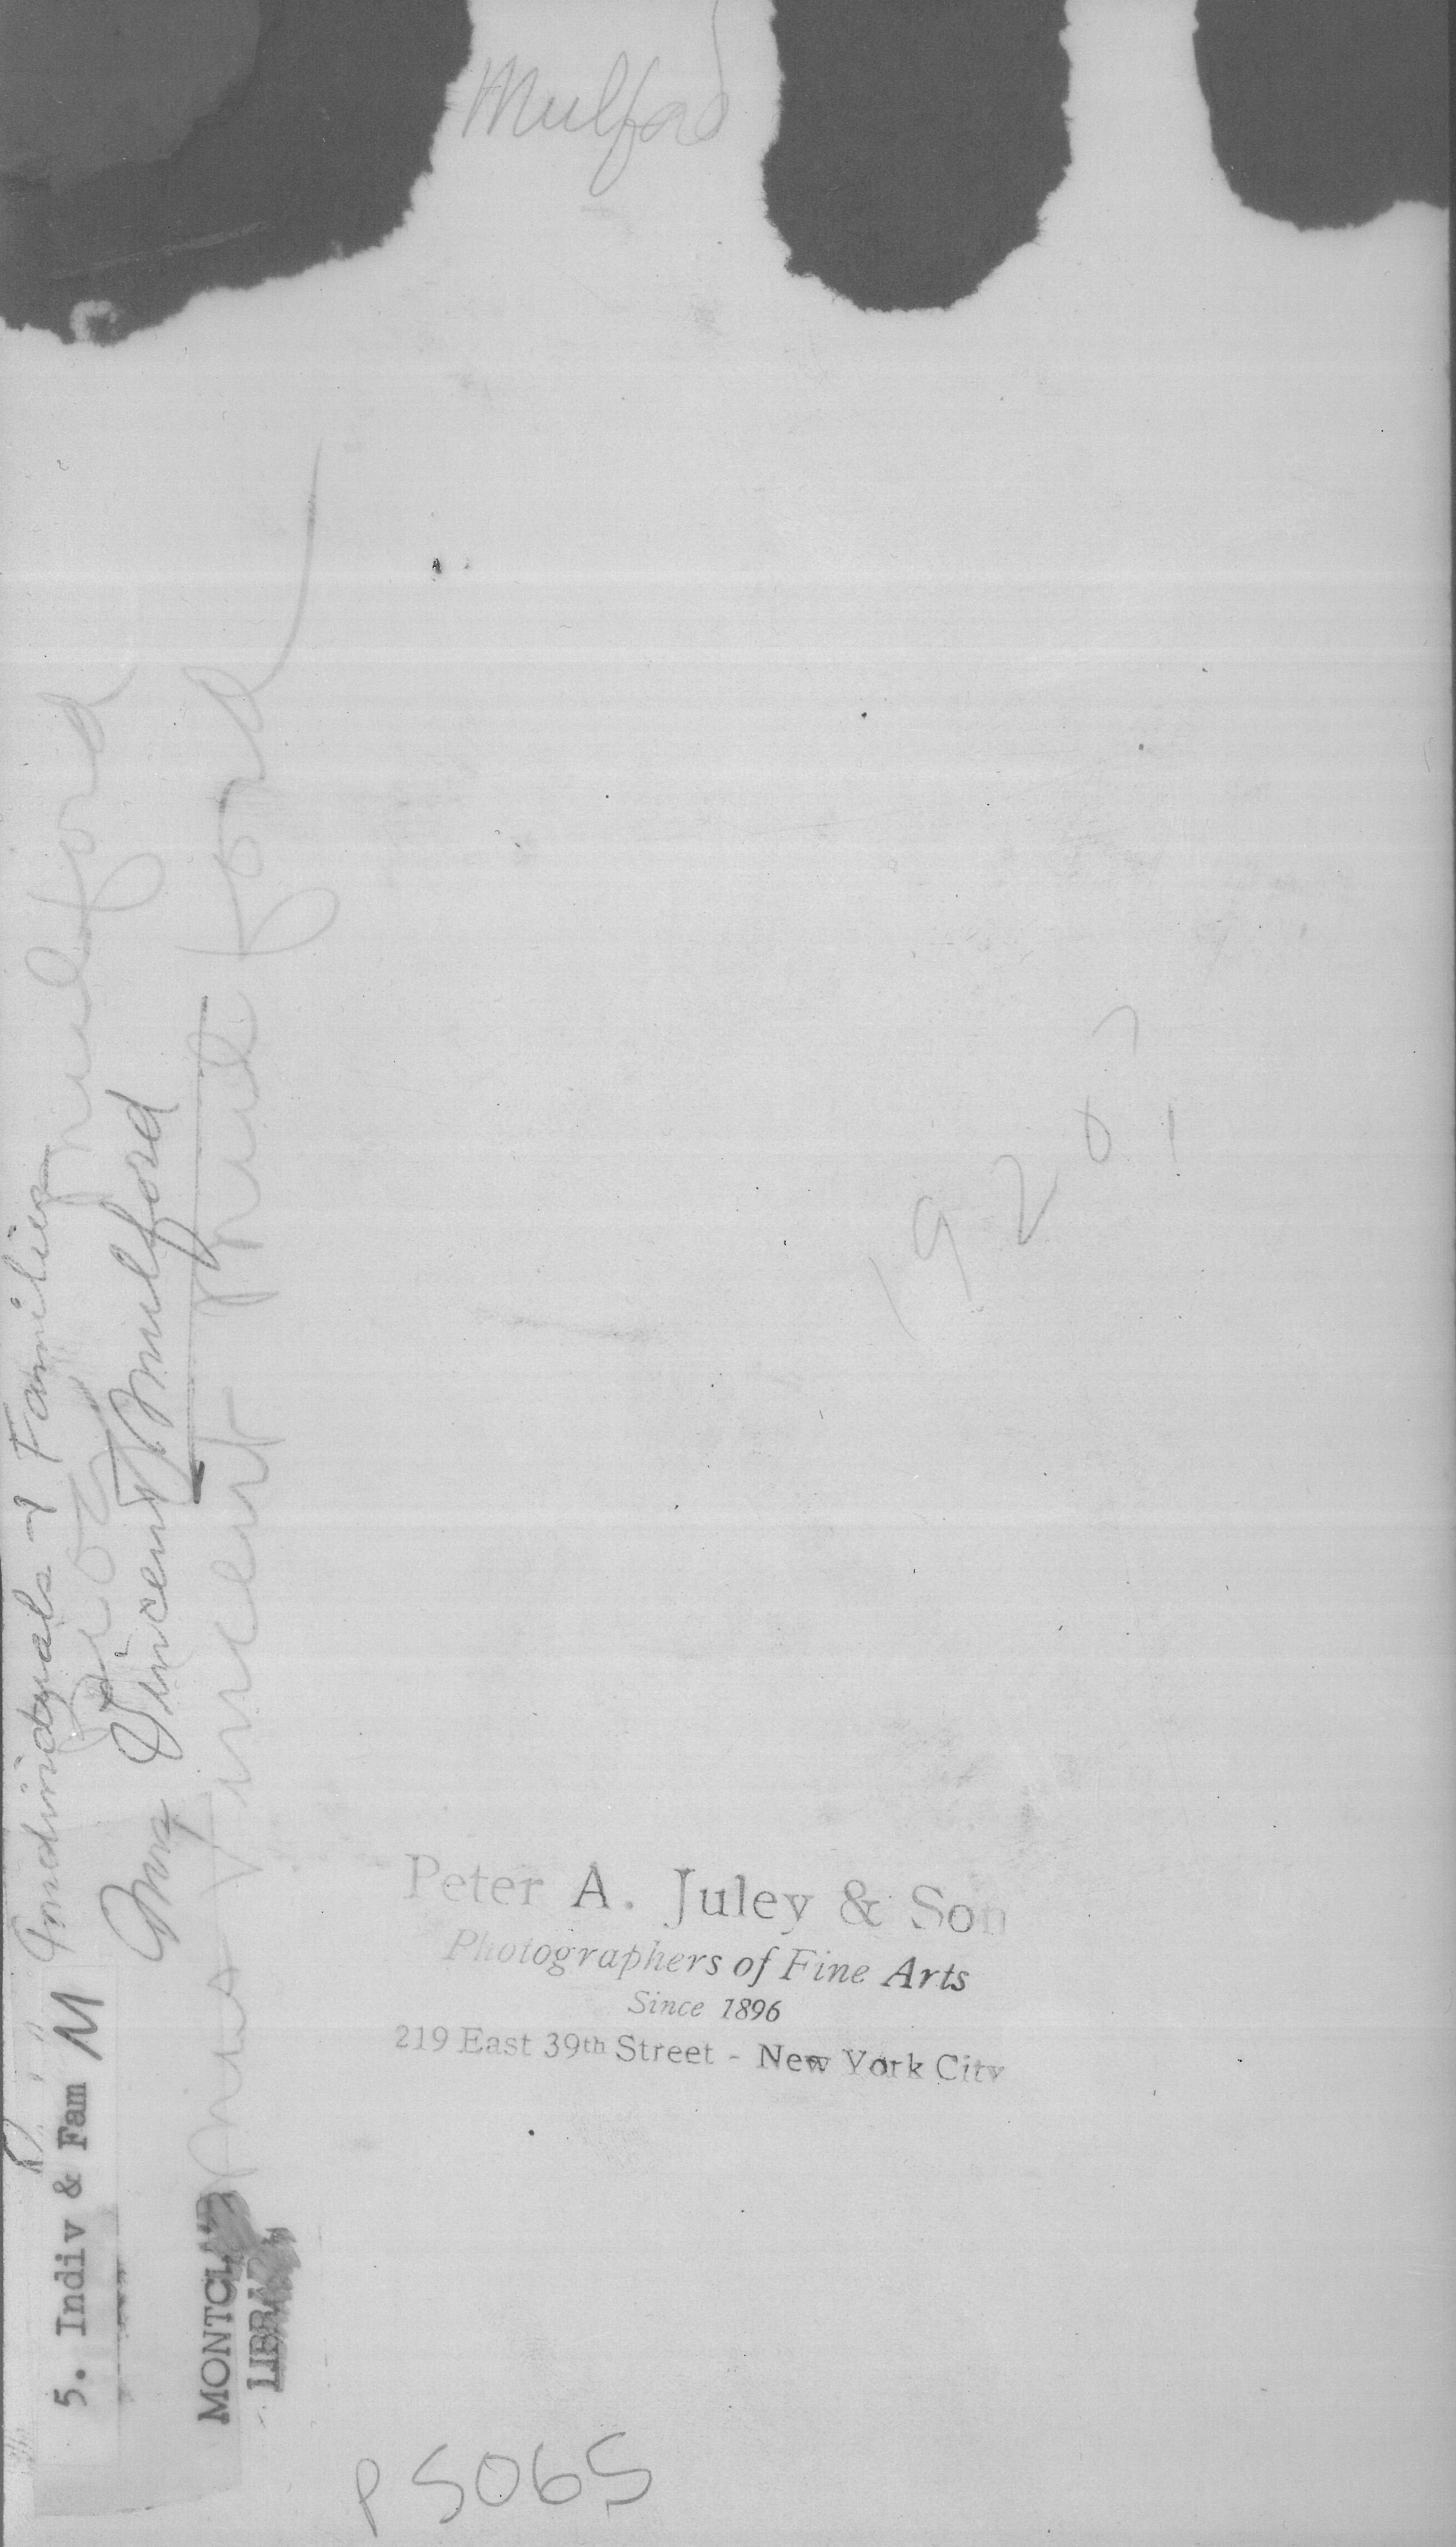 Mulford
1920?
Individuals & Families
Mulford
Mrs Vincent Mulford
Mrs Vincent Mulford
5. Indiv & Fam M
MONTCLAIR
LIBRARY
Peter A. Juley & Son
Photographers of Fine Arts
Since 1896
219 East 39th Street - New York City
P5065